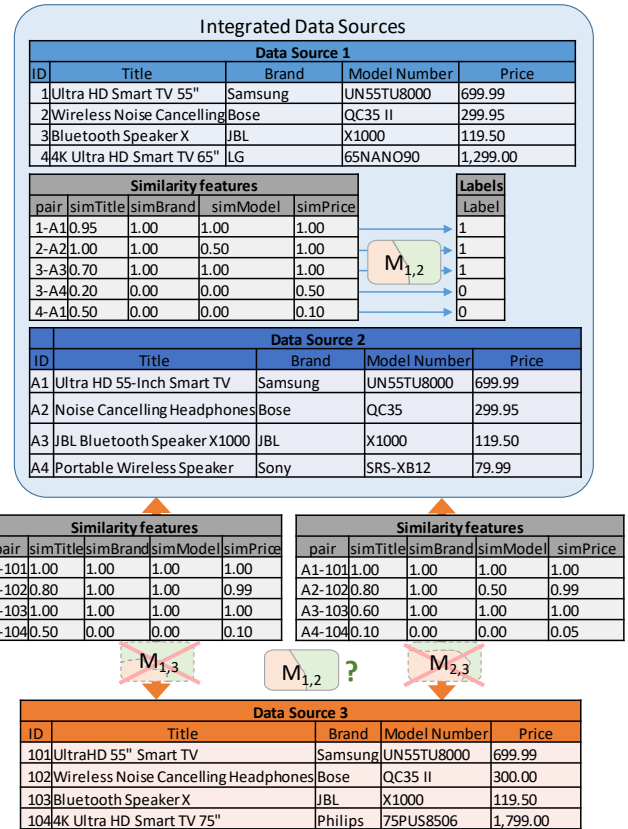 Integrated Data Sources
Data Source 1
ID Title Brand Model Number Price
1 Ultra HD Smart TV 55" Samsung UN55TU8000 699.99
2 Wireless Noise Cancelling Bose QC35 II 299.95
3 Bluetooth Speaker X JBL X1000 119.50
4 4K Ultra HD Smart TV 65" LG 65NANO90 1,299.00
Similarity features Labels
pair simTitle simBrand simModel simPrice Label
1-A1 0.95 1.00 1.00 1.00 1
2-A2 1.00 1.00 0.50 1.00 1
3-A3 0.70 1.00 1.00 1.00 1
3-A4 0.20 0.00 0.00 0.50 0
4-A1 0.50 0.00 0.00 0.10 0
M1,2
Data Source 2
ID Title Brand Model Number Price
A1 Ultra HD 55-Inch Smart TV Samsung UN55TU8000 699.99
A2 Noise Cancelling Headphones Bose QC35 299.95
A3 JBL Bluetooth Speaker X1000 JBL X1000 119.50
A4 Portable Wireless Speaker Sony SRS-XB12 79.99
Similarity features
air simTitle simBrand simModel simPrice
-101 1.00 1.00 1.00 1.00
-102 0.80 1.00 1.00 0.99
-103 1.00 1.00 1.00 1.00
-104 0.50 0.00 0.00 0.10
Similarity features
pair simTitle simBrand simModel simPrice
A1-101 1.00 1.00 1.00 1.00
A2-102 0.80 1.00 0.50 0.99
A3-103 0.60 1.00 1.00 1.00
A4-104 0.10 0.00 0.00 0.05
M1,3 M1,2 ? M2,3
Data Source 3
ID Title Brand Model Number Price
101 UltraHD 55" Smart TV Samsung UN55TU8000 699.99
102 Wireless Noise Cancelling Headphones Bose QC35 II 300.00
103 Bluetooth Speaker X JBL X1000 119.50
104 4K Ultra HD Smart TV 75" Philips 75PUS8506 1,799.00